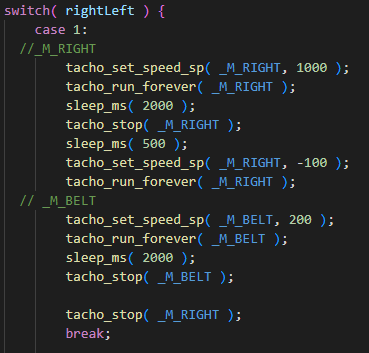 switch( rightLeft ) {
case 1:
//_M_RIGHT
tacho_set_speed_sp( _M_RIGHT, 1000 );
tacho_run_forever( _M_RIGHT );
sleep_ms( 2000 );
tacho_stop( _M_RIGHT );
sleep_ms( 500 );
tacho_set_speed_sp( _M_RIGHT, -100 );
tacho_run_forever( _M_RIGHT );
// _M_BELT
tacho_set_speed_sp( _M_BELT, 200 );
tacho_run_forever( _M_BELT );
sleep_ms( 2000 );
tacho_stop( _M_BELT );
tacho_stop( _M_RIGHT );
break;